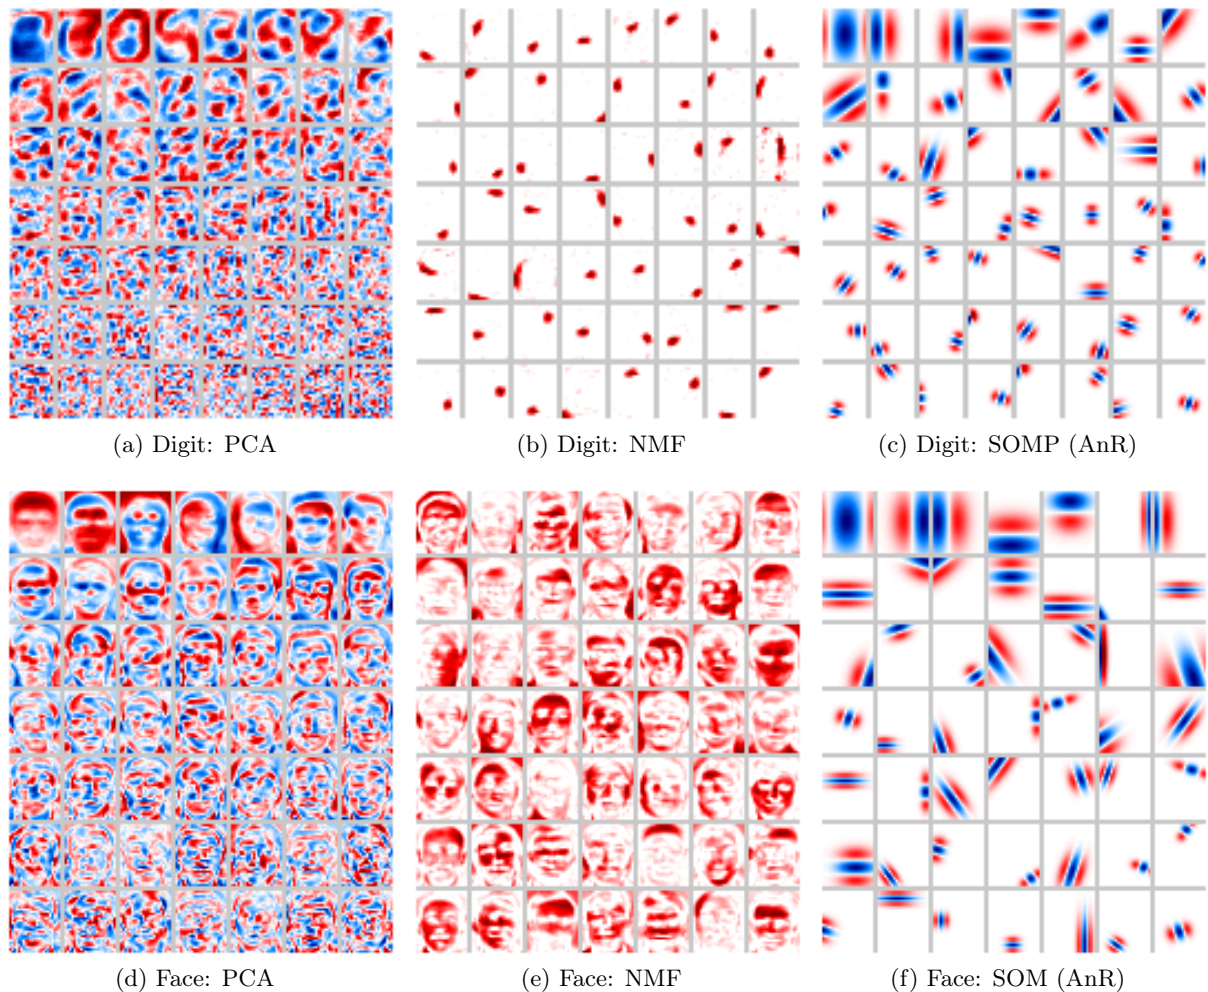 (a) Digit: PCA
(b) Digit: NMF
(c) Digit: SOMP (AnR)
(d) Face: PCA
(e) Face: NMF
(f) Face: SOM (AnR)